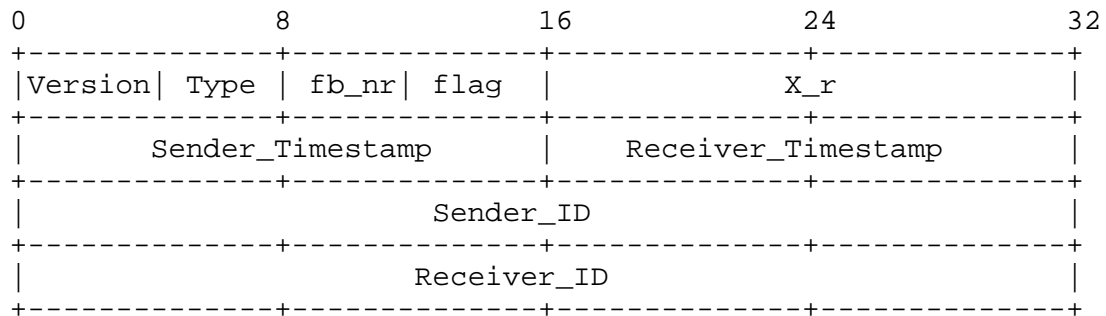 0                   8                   16                  24                  32
+--------------+--------------+--------------+--------------+
|Version| Type | fb_nr| flag  |             X_r              |
+--------------+--------------+--------------+--------------+
|       Sender_Timestamp      |    Receiver_Timestamp       |
+--------------+--------------+--------------+--------------+
|                       Sender_ID                           |
+--------------+--------------+--------------+--------------+
|                      Receiver_ID                          |
+--------------+--------------+--------------+--------------+